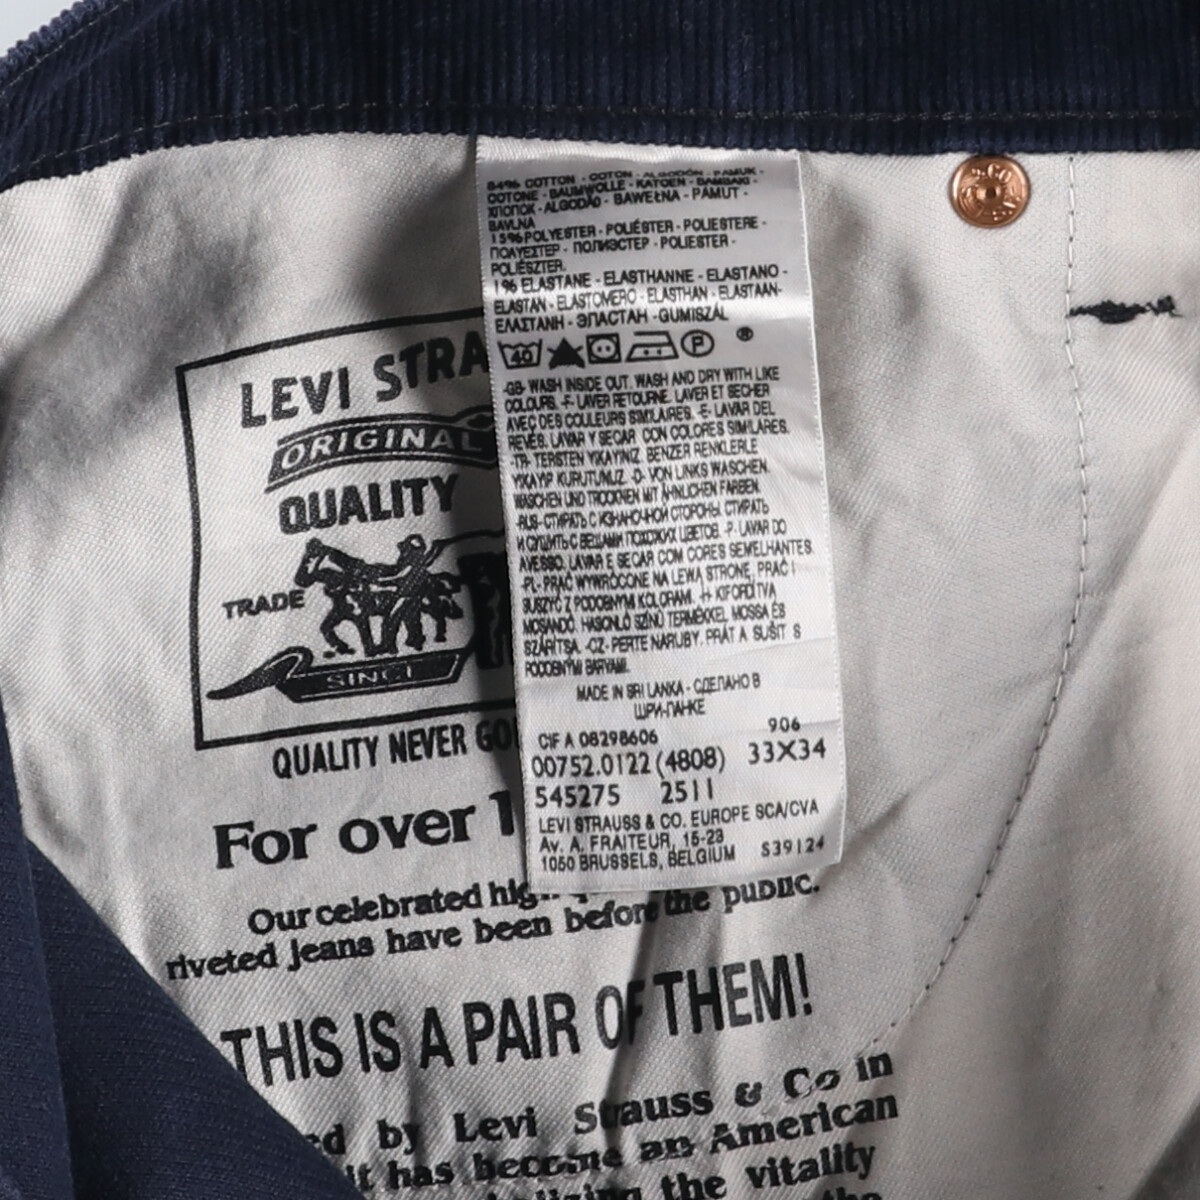 84% COTTON - COTON - ALGODÓN - PAMUK -
COTONE - BAUMWOLLE - KATOEN - ΒΑΜΒΑΚΙ -
ХЛОПОК - ALGODÃO - BAWEŁNA - PAMUT -
BAVLNA
15% POLYESTER - POLIÉSTER - POLIESTERE -
ΠΟΛΥΕΣΤΕΡ - ПОЛИЭСТЕР - POLIESTER -
POLIÉSZTER
1% ELASTANE - ELASTHANNE - ELASTANO -
ELASTAN - ELASTOMERO - ELASTHAN - ELASTAAN -
ΕΛΑΣΤΑΝΗ - ЭЛАСТАН - GUMISZÁL
40 P ®
-GB- WASH INSIDE OUT. WASH AND DRY WITH LIKE
COLOURS. -F- LAVER RETOURNE. LAVER ET SECHER
AVEC DES COULEURS SIMILAIRES. -E- LAVAR DEL
REVÉS. LAVAR Y SECAR CON COLORES SIMILARES.
-TR- TERSTEN YIKAYINIZ. BENZER RENKLERLE
YIKAYIP KURUTUNUZ. -D- VON LINKS WASCHEN.
WASCHEN UND TROCKNEN MIT ÄHNLICHEN FARBEN.
-RUS- СТИРАТЬ С ИЗНАНОЧНОЙ СТОРОНЫ. СТИРАТЬ
И СУШИТЬ С ВЕЩАМИ ПОХОЖИХ ЦВЕТОВ. -P- LAVAR DO
AVESSO. LAVAR E SECAR COM CORES SEMELHANTES.
-PL- PRAĆ WYWRÓCONE NA LEWĄ STRONĘ, PRAĆ I
SUSZYĆ Z PODOBNYMI KOLORAMI. -H- KIFORDÍTVA
MOSANDÓ. HASONLÓ SZÍNŰ TERMÉKKEL MOSSA ÉS
SZÁRÍTSA. -CZ- PERTE NARUBY. PRÁT A SUŠIT S
PODOBNÝMI BARVAMI.
MADE IN SRI LANKA - СДЕЛАНО В
ШРИ-ЛАНКЕ
906
CIF A 08298606
00752.0122 (4808) 33X34
545275 2511
LEVI STRAUSS & CO. EUROPE SCA/CVA
Av. A. FRAITEUR, 15-23
1050 BRUSSELS, BELGIUM S39124
LEVI STRA
ORIGINAL
QUALITY
TRADE
SINCE
QUALITY NEVER GO
For over 1
Our celebrated hig
riveted jeans have been before the public.
THIS IS A PAIR OF THEM!
ed by Levi Strauss & Co in
it has become an American
the vitality
the